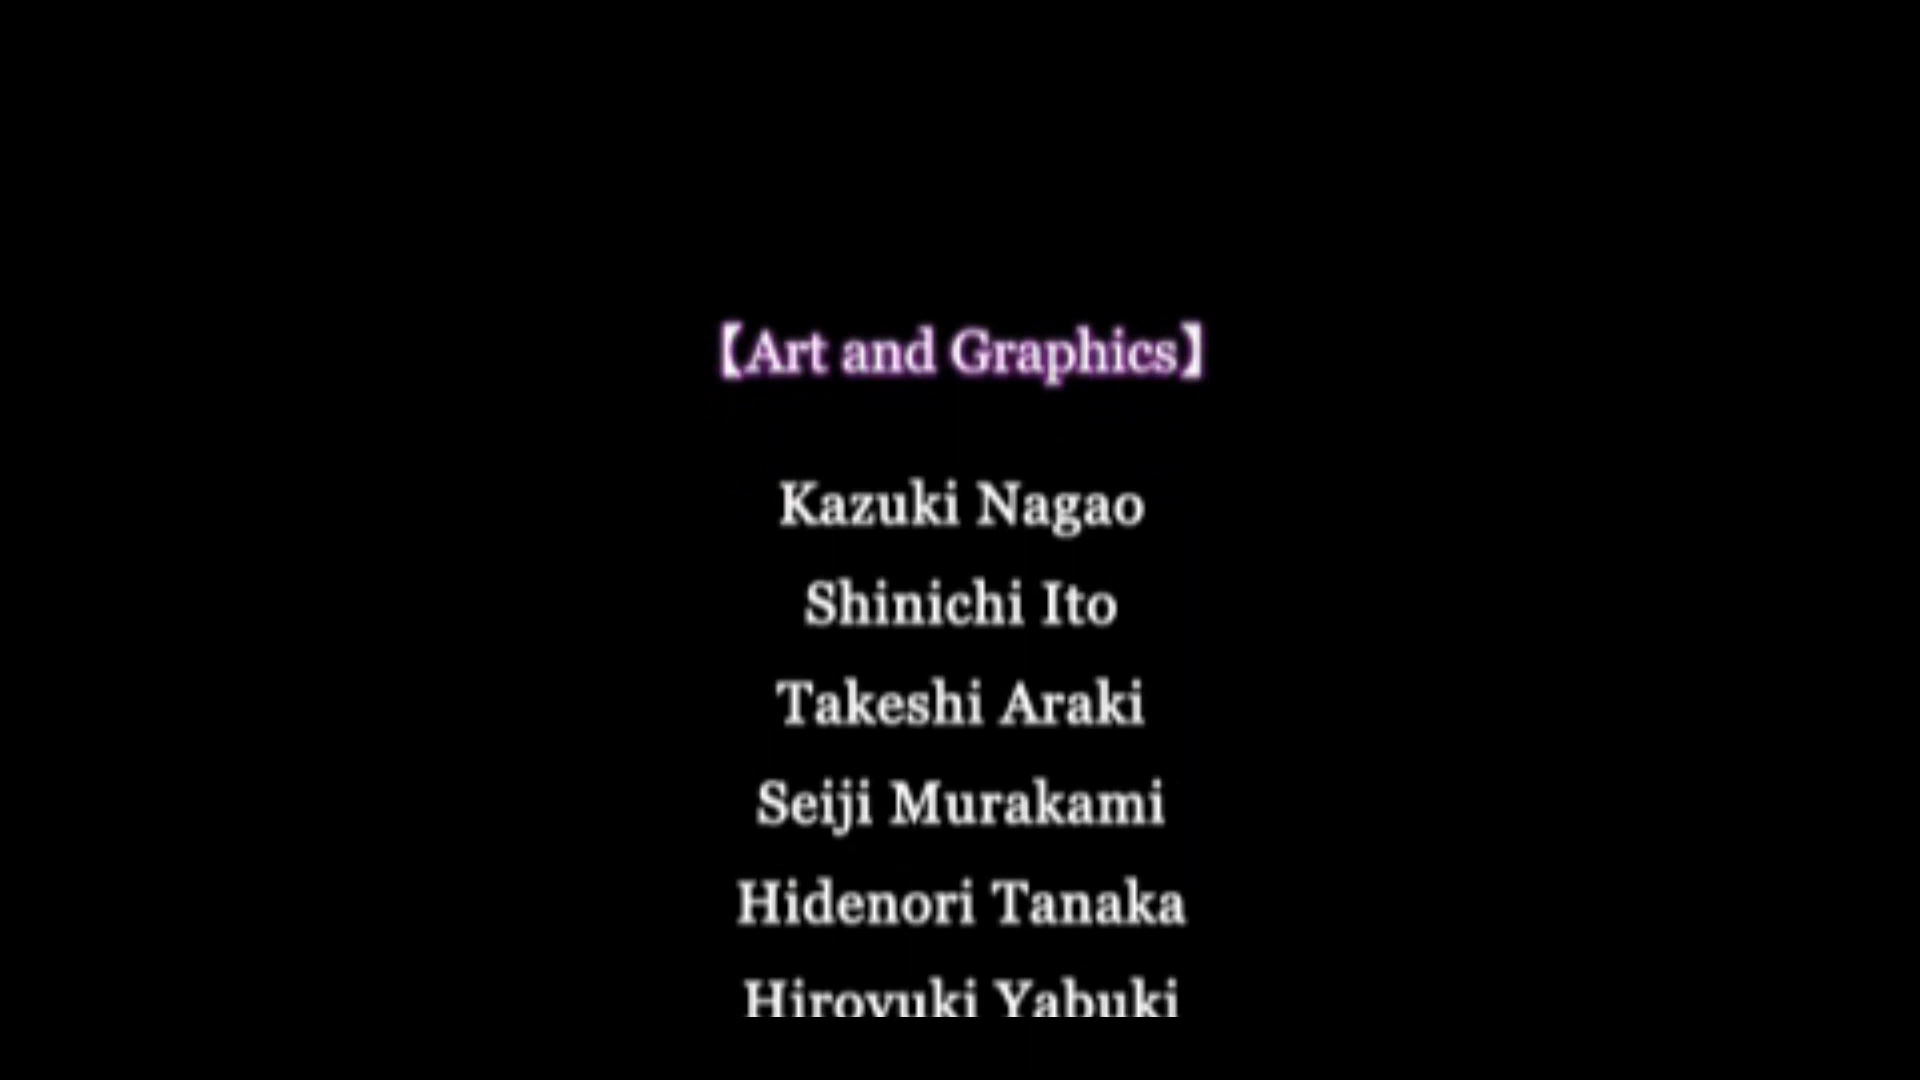 【Art and Graphics】
Kazuki Nagao
Shinichi Ito
Takeshi Araki
Seiji Murakami
Hidenori Tanaka
Hiroyuki Yabuki